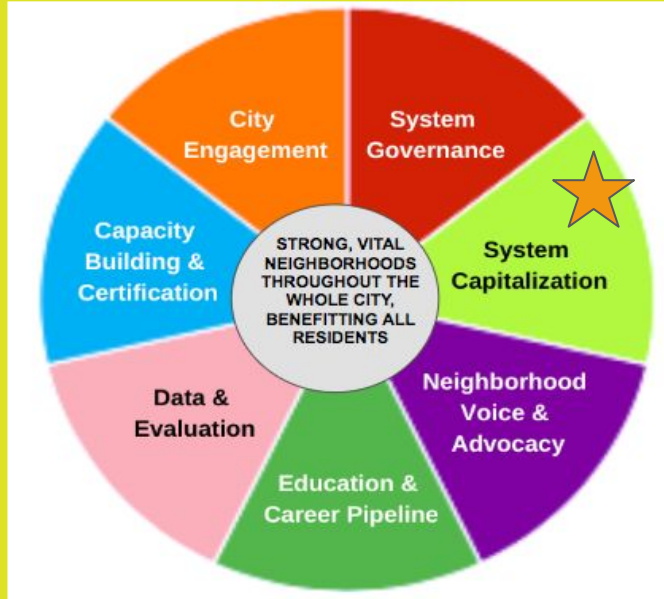 City
Engagement
System
Governance
System
Capitalization
Neighborhood
Voice &
Advocacy
Education &
Career Pipeline
Data &
Evaluation
Capacity
Building &
Certification
STRONG, VITAL
NEIGHBORHOODS
THROUGHOUT THE
WHOLE CITY,
BENEFITTING ALL
RESIDENTS